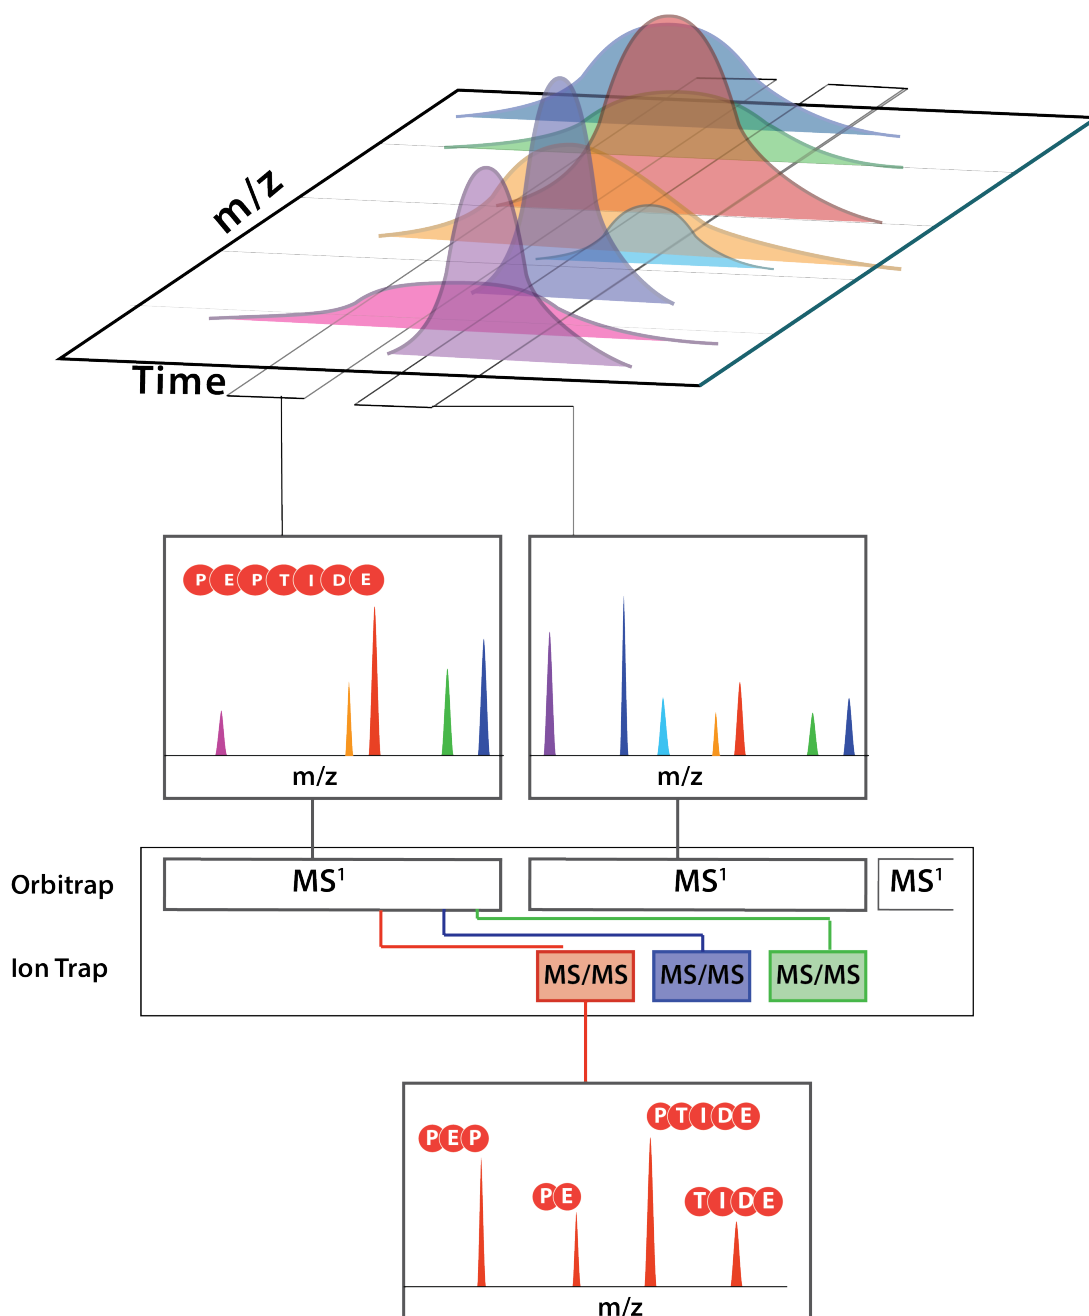 m/z
Time
PEPTIDE
m/z
m/z
Orbitrap
MS¹
MS¹
MS¹
Ion Trap
MS/MS
MS/MS
MS/MS
PEP
PE
PTIDE
TIDE
m/z